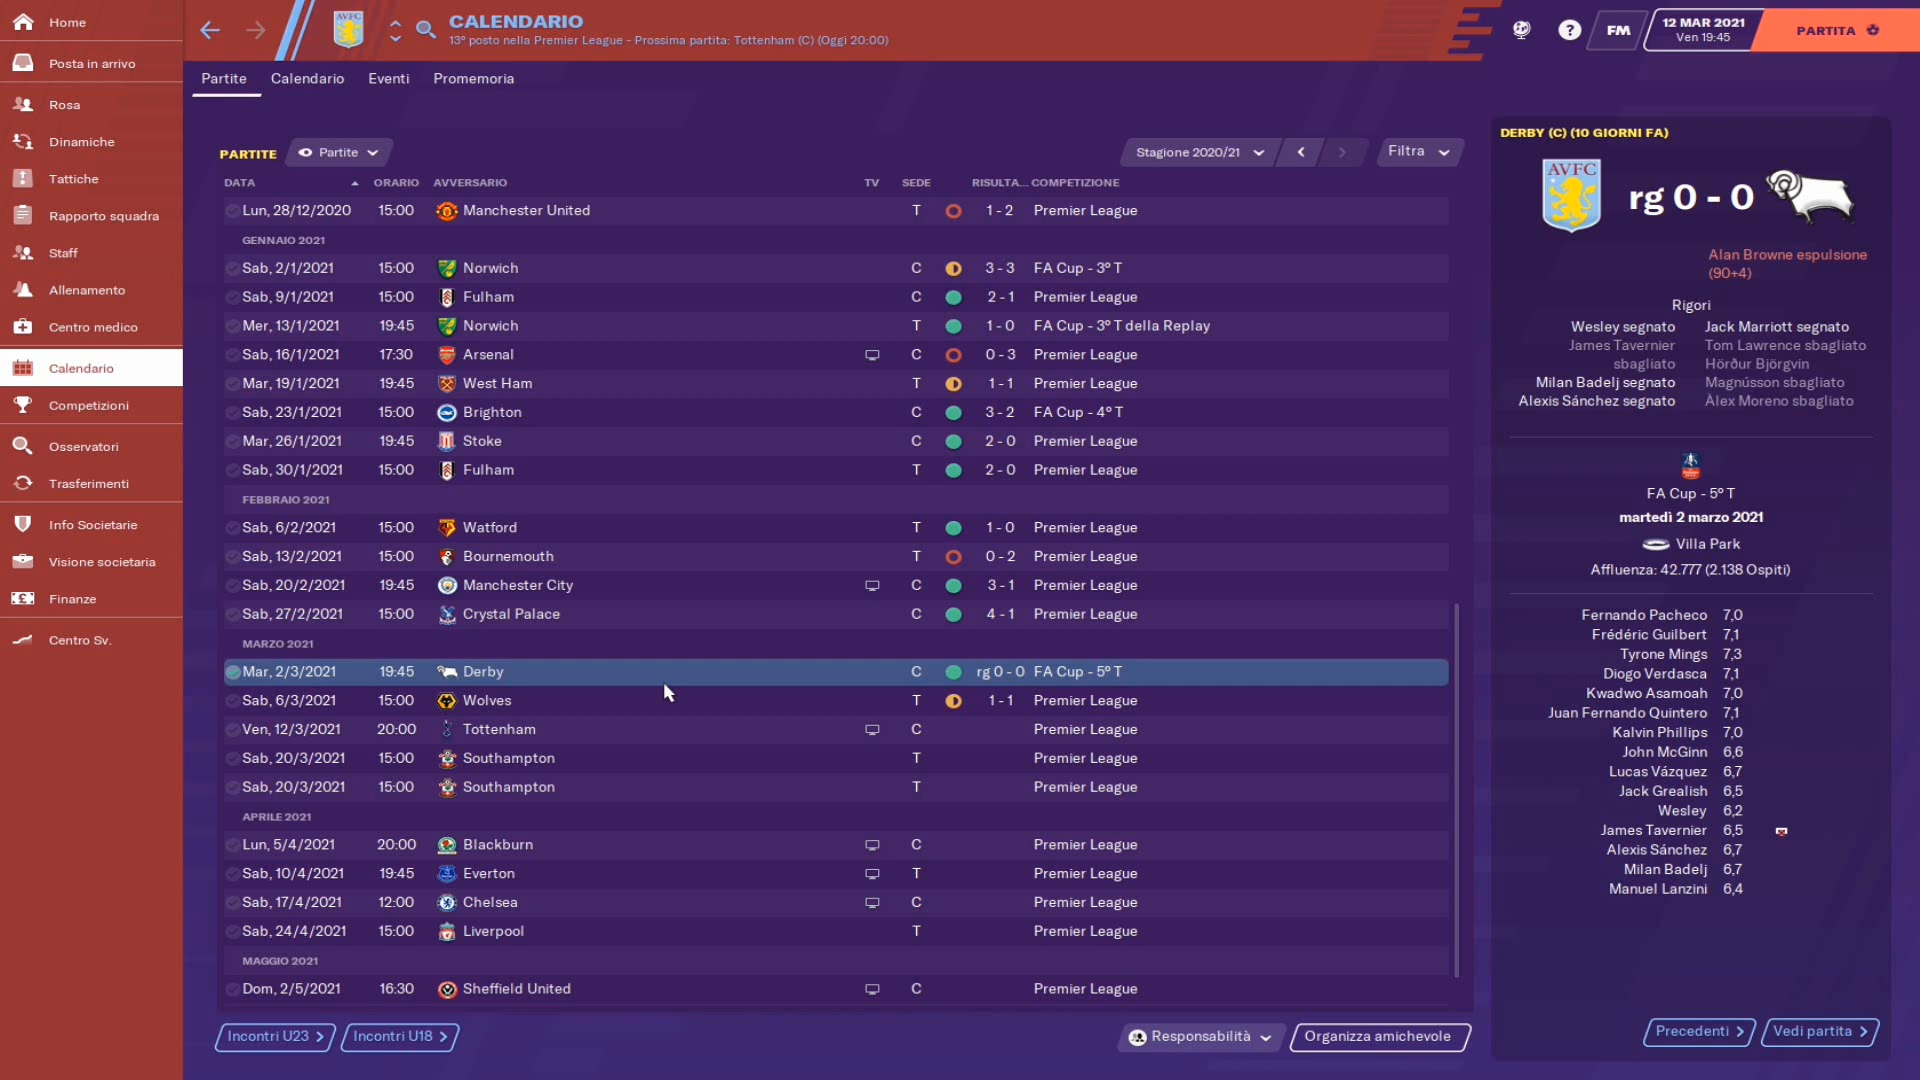 Home
Posta in arrivo
Rosa
Dinamiche
Tattiche
Rapporto squadra
Staff
Allenamento
Centro medico
Calendario
Competizioni
Osservatori
Trasferimenti
Info Societarie
Visione societaria
Finanze
Centro Sv.
AVFC
CALENDARIO
13° posto nella Premier League - Prossima partita: Tottenham (C) (Oggi 20:00)
? FM
12 MAR 2021
Ven 19:45
PARTITA
Partite Calendario Eventi Promemoria
PARTITE Partite Stagione 2020/21 Filtra
DATA ORARIO AVVERSARIO TV SEDE RISULTA... COMPETIZIONE
Lun, 28/12/2020 15:00 Manchester United T 1 - 2 Premier League
GENNAIO 2021
Sab, 2/1/2021 15:00 Norwich C 3 - 3 FA Cup - 3° T
Sab, 9/1/2021 15:00 Fulham C 2 - 1 Premier League
Mer, 13/1/2021 19:45 Norwich T 1 - 0 FA Cup - 3° T della Replay
Sab, 16/1/2021 17:30 Arsenal C 0 - 3 Premier League
Mar, 19/1/2021 19:45 West Ham T 1 - 1 Premier League
Sab, 23/1/2021 15:00 Brighton C 3 - 2 FA Cup - 4° T
Mar, 26/1/2021 19:45 Stoke C 2 - 0 Premier League
Sab, 30/1/2021 15:00 Fulham T 2 - 0 Premier League
FEBBRAIO 2021
Sab, 6/2/2021 15:00 Watford T 1 - 0 Premier League
Sab, 13/2/2021 15:00 Bournemouth T 0 - 2 Premier League
Sab, 20/2/2021 19:45 Manchester City C 3 - 1 Premier League
Sab, 27/2/2021 15:00 Crystal Palace C 4 - 1 Premier League
MARZO 2021
Mar, 2/3/2021 19:45 Derby C rg 0 - 0 FA Cup - 5° T
Sab, 6/3/2021 15:00 Wolves T 1 - 1 Premier League
Ven, 12/3/2021 20:00 Tottenham C Premier League
Sab, 20/3/2021 15:00 Southampton T Premier League
Sab, 20/3/2021 15:00 Southampton T Premier League
APRILE 2021
Lun, 5/4/2021 20:00 Blackburn C Premier League
Sab, 10/4/2021 19:45 Everton T Premier League
Sab, 17/4/2021 12:00 Chelsea C Premier League
Sab, 24/4/2021 15:00 Liverpool T Premier League
MAGGIO 2021
Dom, 2/5/2021 16:30 Sheffield United C Premier League
Incontri U23 Incontri U18 Responsabilità Organizza amichevole
DERBY (C) (10 GIORNI FA)
AVFC rg 0 - 0
Alan Browne espulsione
(90+4)
Rigori
Wesley segnato Jack Marriott segnato
James Tavernier Tom Lawrence sbagliato
sbagliato Hörður Björgvin
Milan Badelj segnato Magnússon sbagliato
Alexis Sánchez segnato Àlex Moreno sbagliato
FA Cup - 5° T
martedì 2 marzo 2021
Villa Park
Affluenza: 42.777 (2.138 Ospiti)
Fernando Pacheco 7,0
Frédéric Guilbert 7,1
Tyrone Mings 7,3
Diogo Verdasca 7,1
Kwadwo Asamoah 7,0
Juan Fernando Quintero 7,1
Kalvin Phillips 7,0
John McGinn 6,6
Lucas Vázquez 6,7
Jack Grealish 6,5
Wesley 6,2
James Tavernier 6,5
Alexis Sánchez 6,7
Milan Badelj 6,7
Manuel Lanzini 6,4
Precedenti Vedi partita